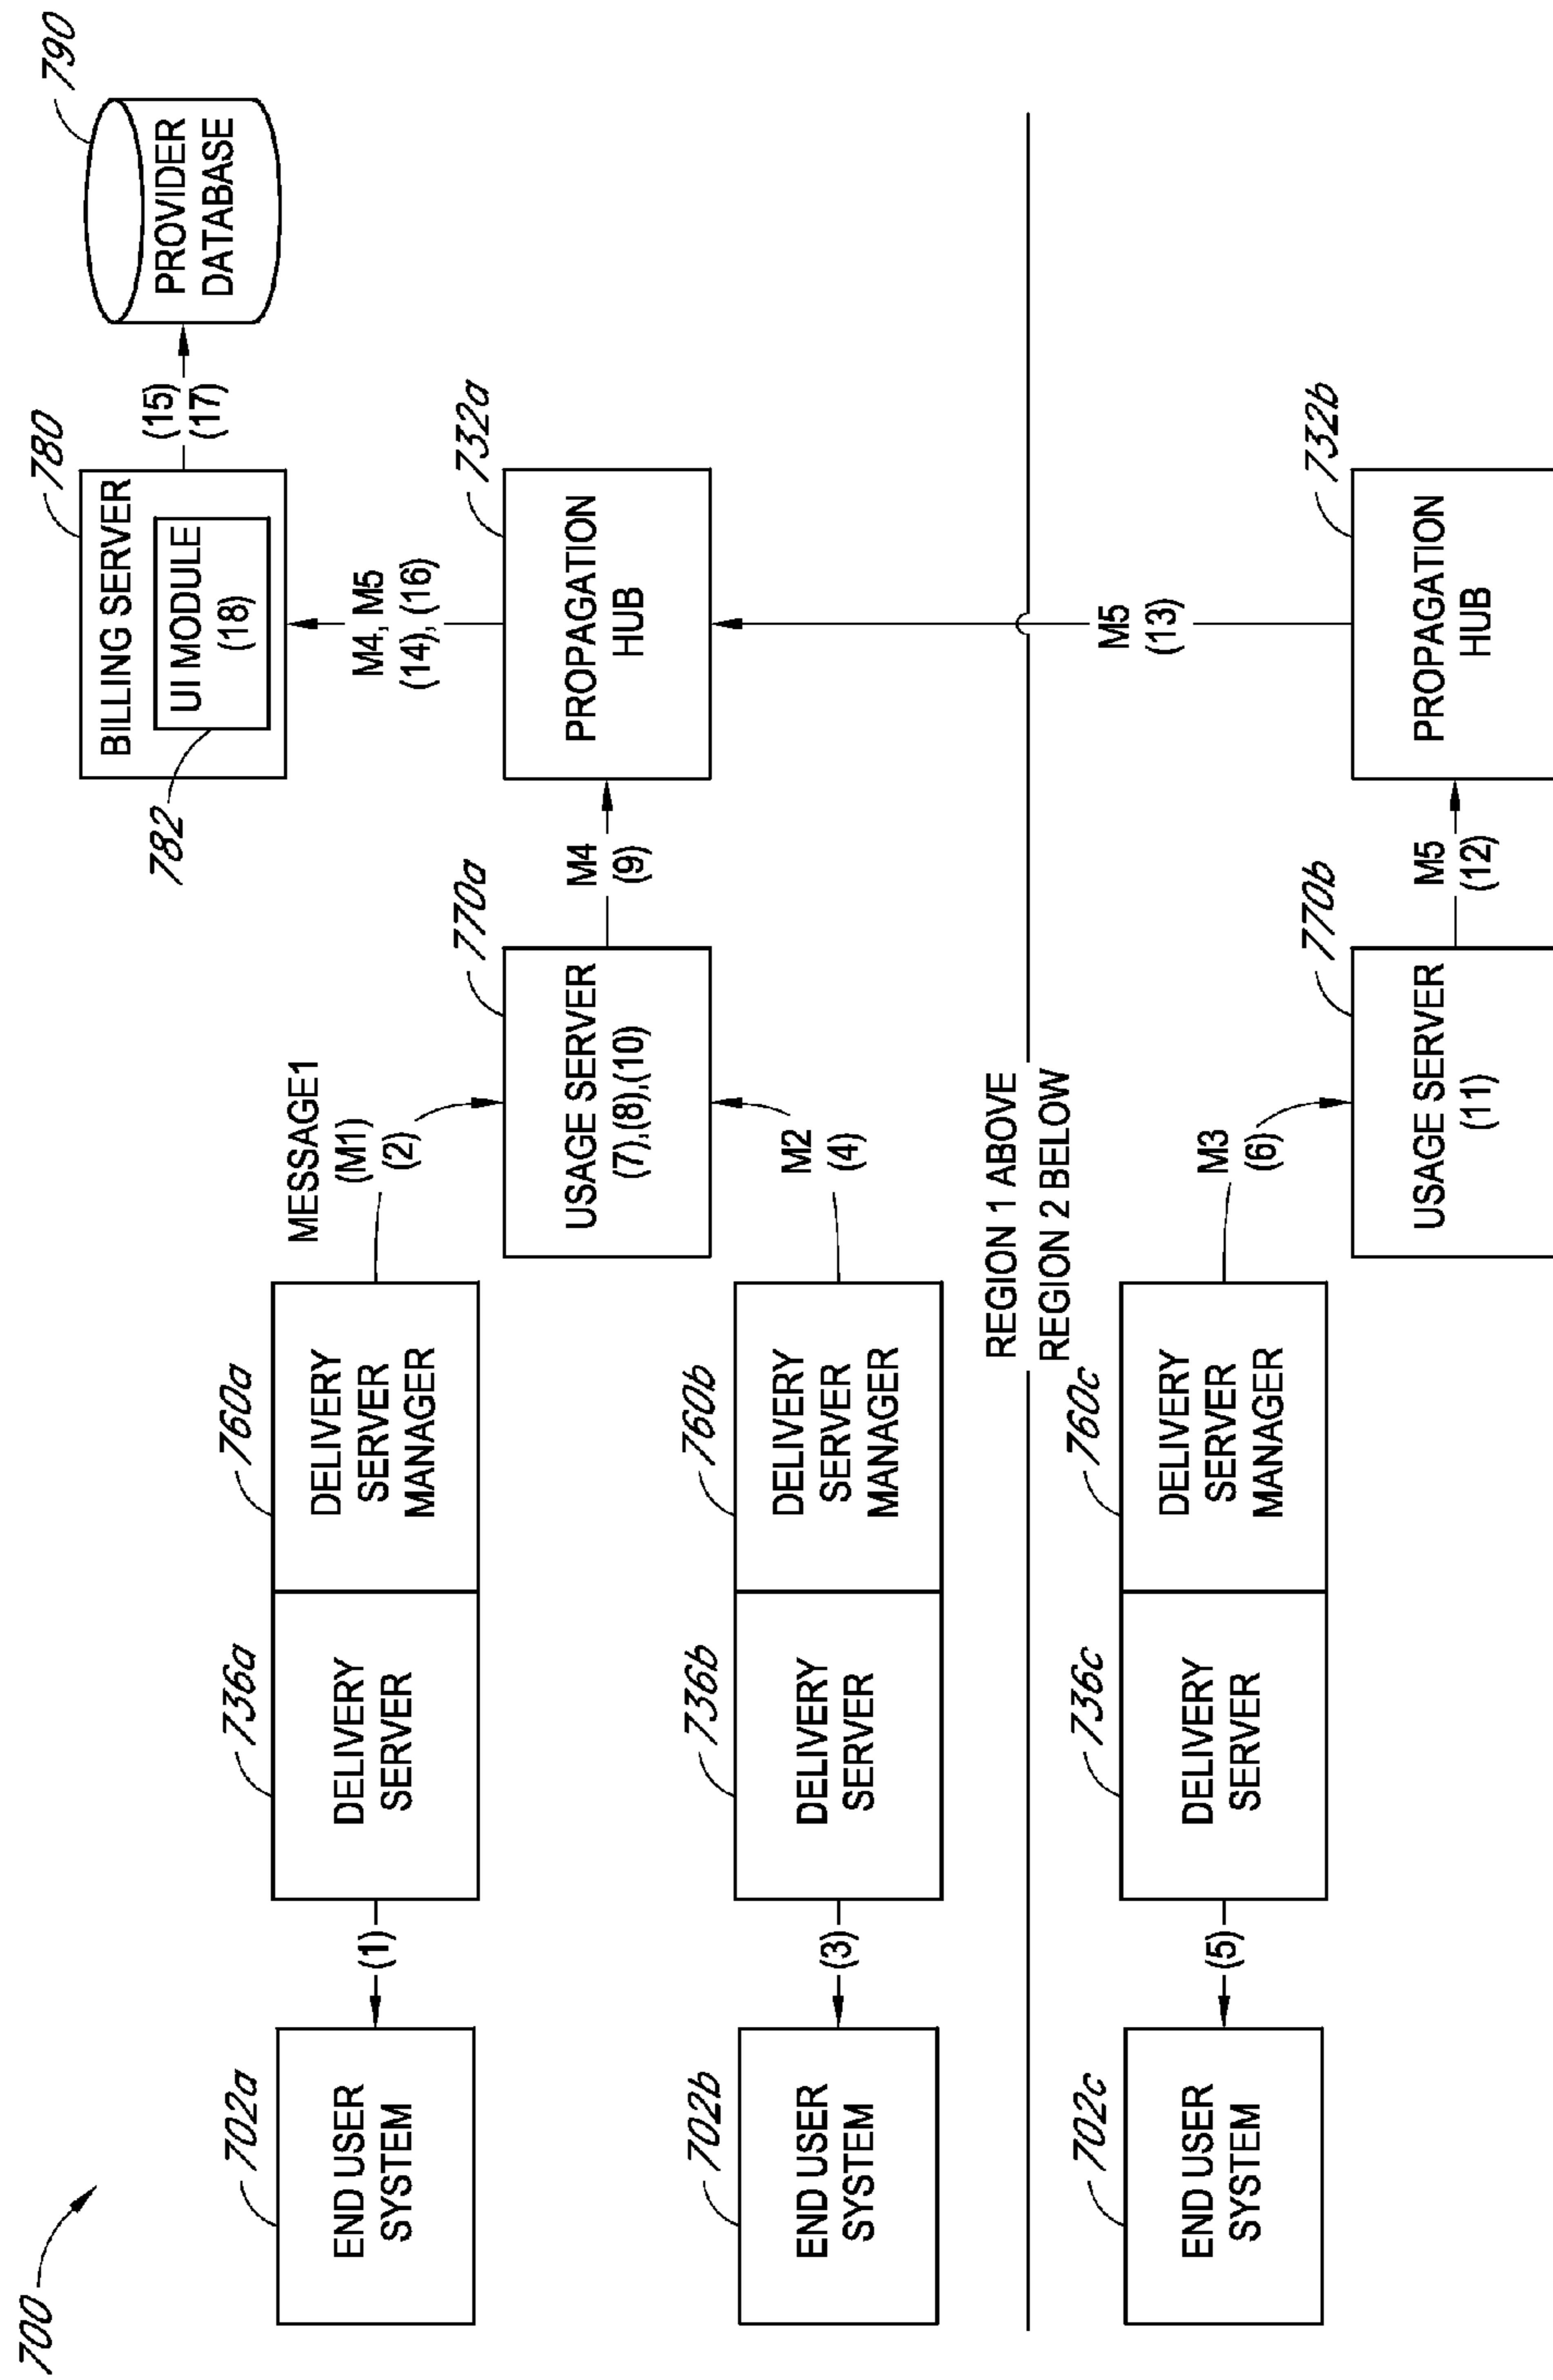 700
702a
END USER
SYSTEM
(1)
736a
DELIVERY
SERVER
760a
DELIVERY
SERVER
MANAGER
MESSAGE1
(M1)
(2)
702b
END USER
SYSTEM
(3)
736b
DELIVERY
SERVER
760b
DELIVERY
SERVER
MANAGER
M2
(4)
770a
USAGE SERVER
(7),(8),(10)
M4
(9)
732a
PROPAGATION
HUB
M4, M5
(14), (16)
780
BILLING SERVER
782
UI MODULE
(18)
(15)
(17)
790
PROVIDER
DATABASE
REGION 1 ABOVE
REGION 2 BELOW
702c
END USER
SYSTEM
(5)
736c
DELIVERY
SERVER
760c
DELIVERY
SERVER
MANAGER
M3
(6)
770b
USAGE SERVER
(11)
M5
(12)
732b
PROPAGATION
HUB
M5
(13)